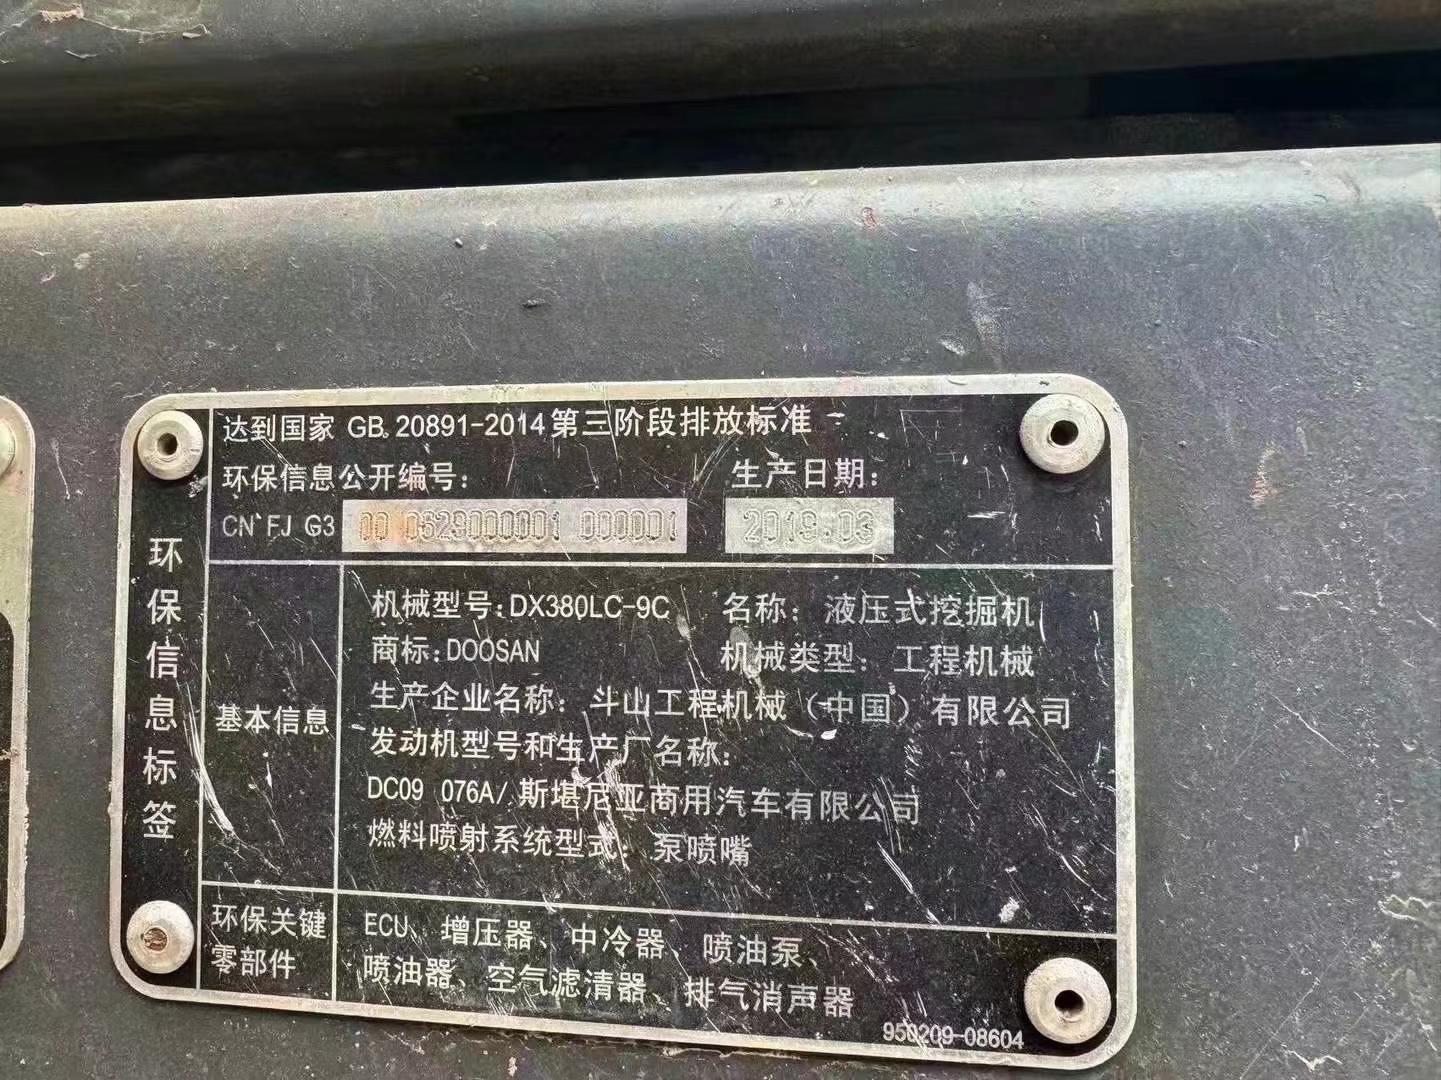 达到国家 GB 20891-2014 第三阶段排放标准
环保信息公开编号: 生产日期:
CN FJ G3 00 0629000001 000001 2019.03
环保信息标签
基本信息
机械型号:DX380LC-9C 名称: 液压式挖掘机
商标:DOOSAN 机械类型: 工程机械
生产企业名称: 斗山工程机械(中国)有限公司
发动机型号和生产厂名称:
DC09 076A/斯堪尼亚商用汽车有限公司
燃料喷射系统型式: 泵喷嘴
环保关键零部件
ECU、增压器、中冷器、喷油泵、
喷油器、空气滤清器、排气消声器
950209-08604